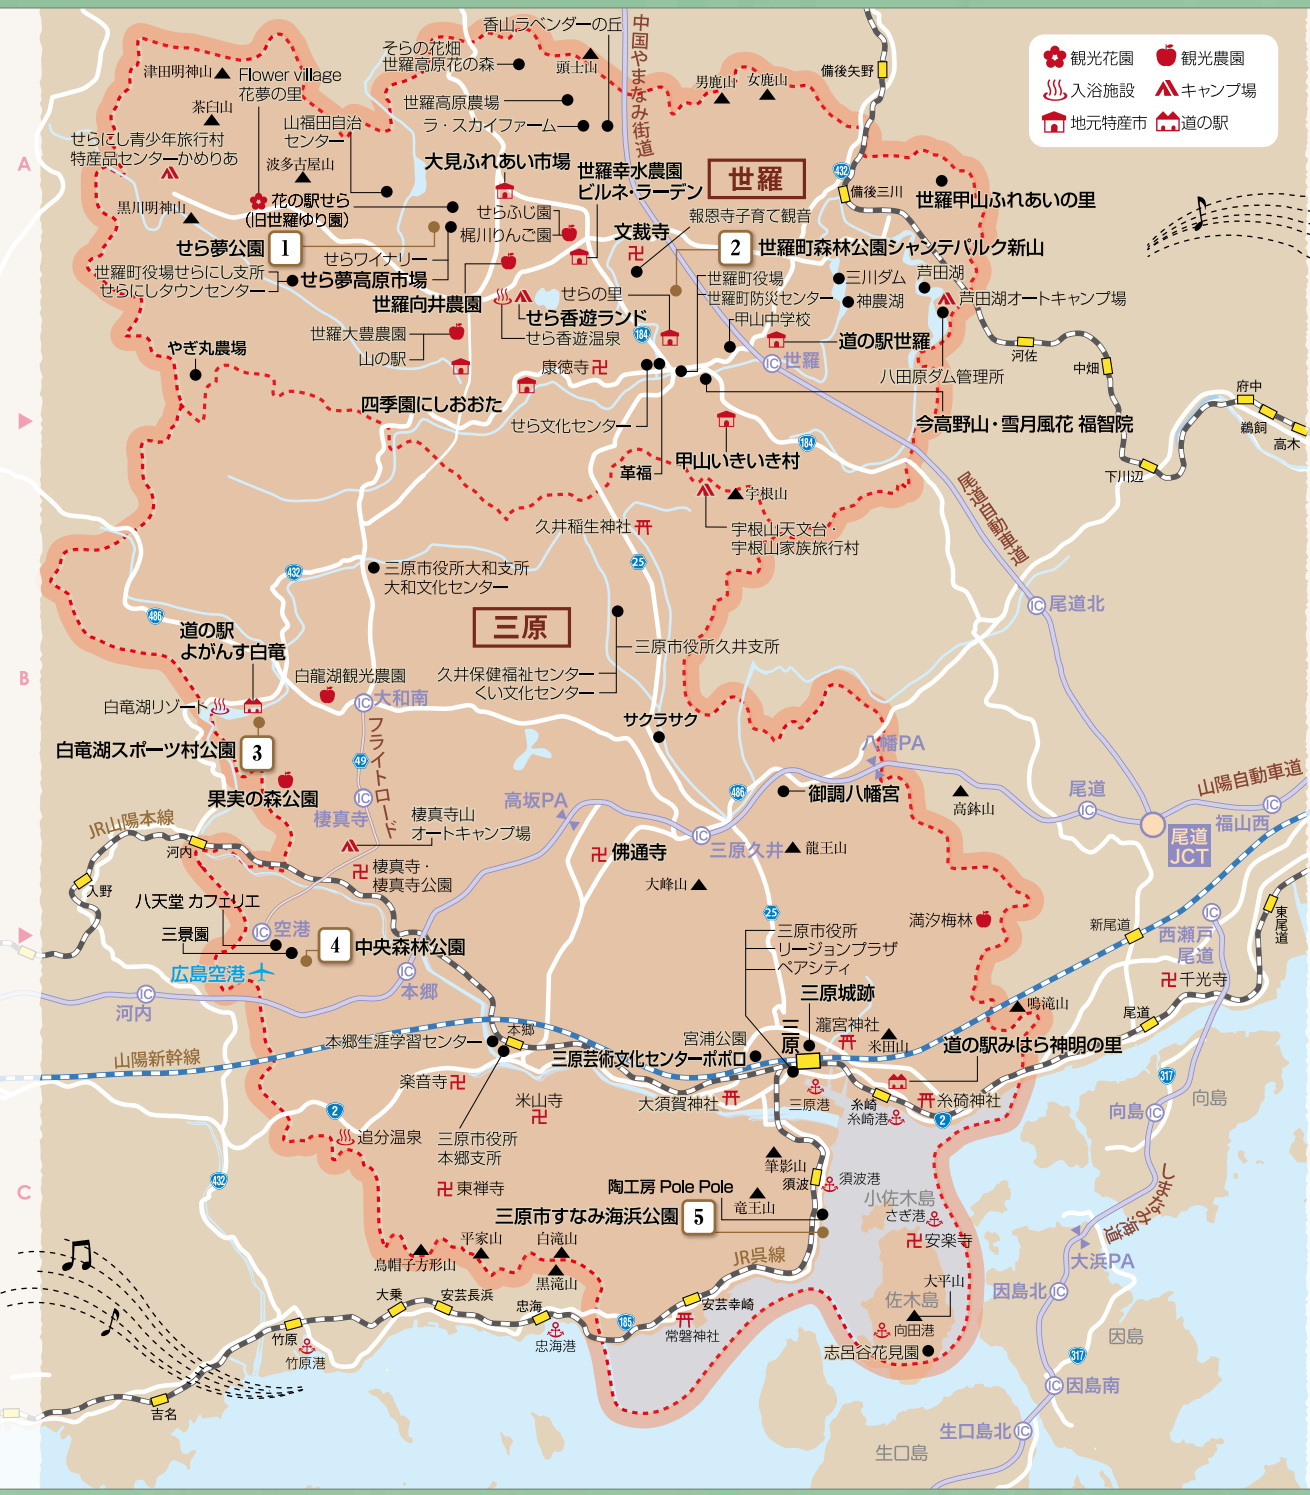 香山ラベンダーの丘
中国やまなみ街道
そらの花畑
世羅高原花の森
頭士山
津田明神山
Flower village
花夢の里
男鹿山
女鹿山
備後矢野
観光花園
観光農園
入浴施設
キャンプ場
地元特産市
道の駅
茶臼山
世羅高原農場
山福田自治
センター
ラ・スカイファーム
A
せらにし青少年旅行村
特産品センターかめりあ
波多古屋山
大見ふれあい市場
世羅幸水農園
ビルネ・ラーデン
世羅
432
備後三川
世羅甲山ふれあいの里
黒川明神山
花の駅せら
(旧世羅ゆり園)
せらふじ園
梶川りんご園
文裁寺
報恩寺子育て観音
せら夢公園
1
2
世羅町森林公園シャンテパルク新山
せらワイナリー
世羅町役場せらにし支所
せらにしタウンセンター
せら夢高原市場
世羅向井農園
せらの里
世羅町役場
世羅町防災センター
三川ダム
芦田湖
神農湖
芦田湖オートキャンプ場
せら香遊ランド
せら香遊温泉
甲山中学校
世羅大豊農園
山の駅
184
道の駅世羅
IC
世羅
やぎ丸農場
康徳寺
河佐
中畑
八田原ダム管理所
府中
四季園にしおおた
せら文化センター
今高野山・雪月風花 福智院
鵜飼
高木
184
革福
甲山いきいき村
下川辺
宇根山
尾道自動車道
久井稲生神社
宇根山天文台・
宇根山家族旅行村
25
432
三原市役所大和支所
大和文化センター
486
IC
尾道北
三原
道の駅
よがんす白竜
三原市役所久井支所
B
白龍湖観光農園
久井保健福祉センター
くい文化センター
白竜湖リゾート
IC
大和南
サクラサク
フライトロード
白竜湖スポーツ村公園
3
49
八幡PA
山陽自動車道
果実の森公園
IC
棲真寺
高坂PA
486
御調八幡宮
高鉢山
尾道
IC
IC
福山西
JR山陽本線
棲真寺山
オートキャンプ場
河内
IC
三原久井
龍王山
尾道
JCT
佛通寺
棲真寺・
棲真寺公園
大峰山
入野
八天堂 カフェリエ
IC
空港
25
満汐梅林
新尾道
IC
西瀬戸
尾道
東尾道
三景園
4
中央森林公園
三原市役所
リージョンプラザ
ペアシティ
広島空港
IC
本郷
千光寺
IC
河内
三原城跡
鳴滝山
尾道
山陽新幹線
本郷生涯学習センター
本郷
宮浦公園
三原
瀧宮神社
米田山
道の駅みはら神明の里
三原芸術文化センターポポロ
楽音寺
米山寺
大須賀神社
三原港
糸崎
糸崎港
糸碕神社
317
向島
IC
向島
2
2
追分温泉
三原市役所
本郷支所
432
筆影山
須波
須波港
C
東禅寺
陶工房 Pole Pole
竜王山
小佐木島
さぎ港
しまなみ海道
三原市すなみ海浜公園
5
安楽寺
平家山
白滝山
烏帽子方形山
黒滝山
JR呉線
大浜PA
大平山
佐木島
因島北
IC
大乗
安芸長浜
忠海
安芸幸崎
185
向田港
竹原
竹原港
忠海港
常磐神社
因島
志呂谷花見園
317
IC
因島南
吉名
生口島北
IC
生口島